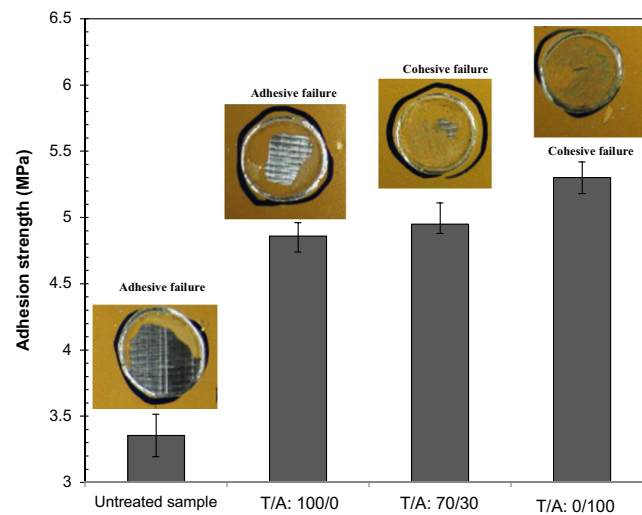 Adhesion strength (MPa)
6.5
6
5.5
5
4.5
4
3.5
3
Adhesive failure
Adhesive failure
Cohesive failure
Cohesive failure
Untreated sample
T/A: 100/0
T/A: 70/30
T/A: 0/100